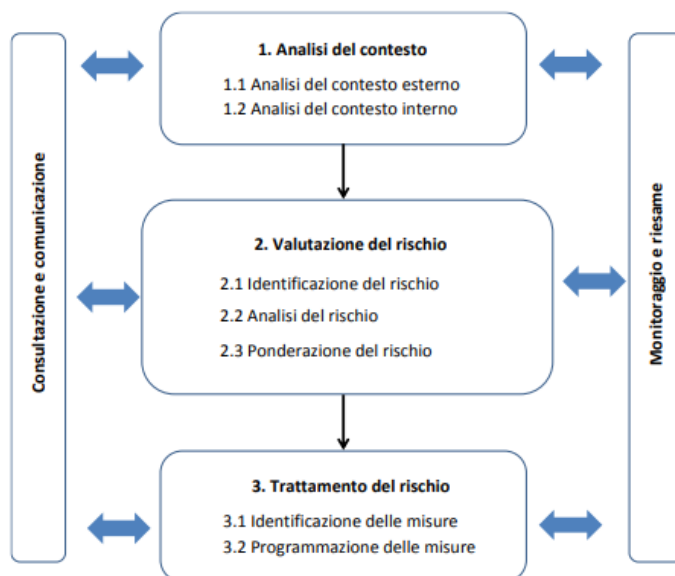 Consultazione e comunicazione
1. Analisi del contesto
1.1 Analisi del contesto esterno
1.2 Analisi del contesto interno
2. Valutazione del rischio
2.1 Identificazione del rischio
2.2 Analisi del rischio
2.3 Ponderazione del rischio
3. Trattamento del rischio
3.1 Identificazione delle misure
3.2 Programmazione delle misure
Monitoraggio e riesame